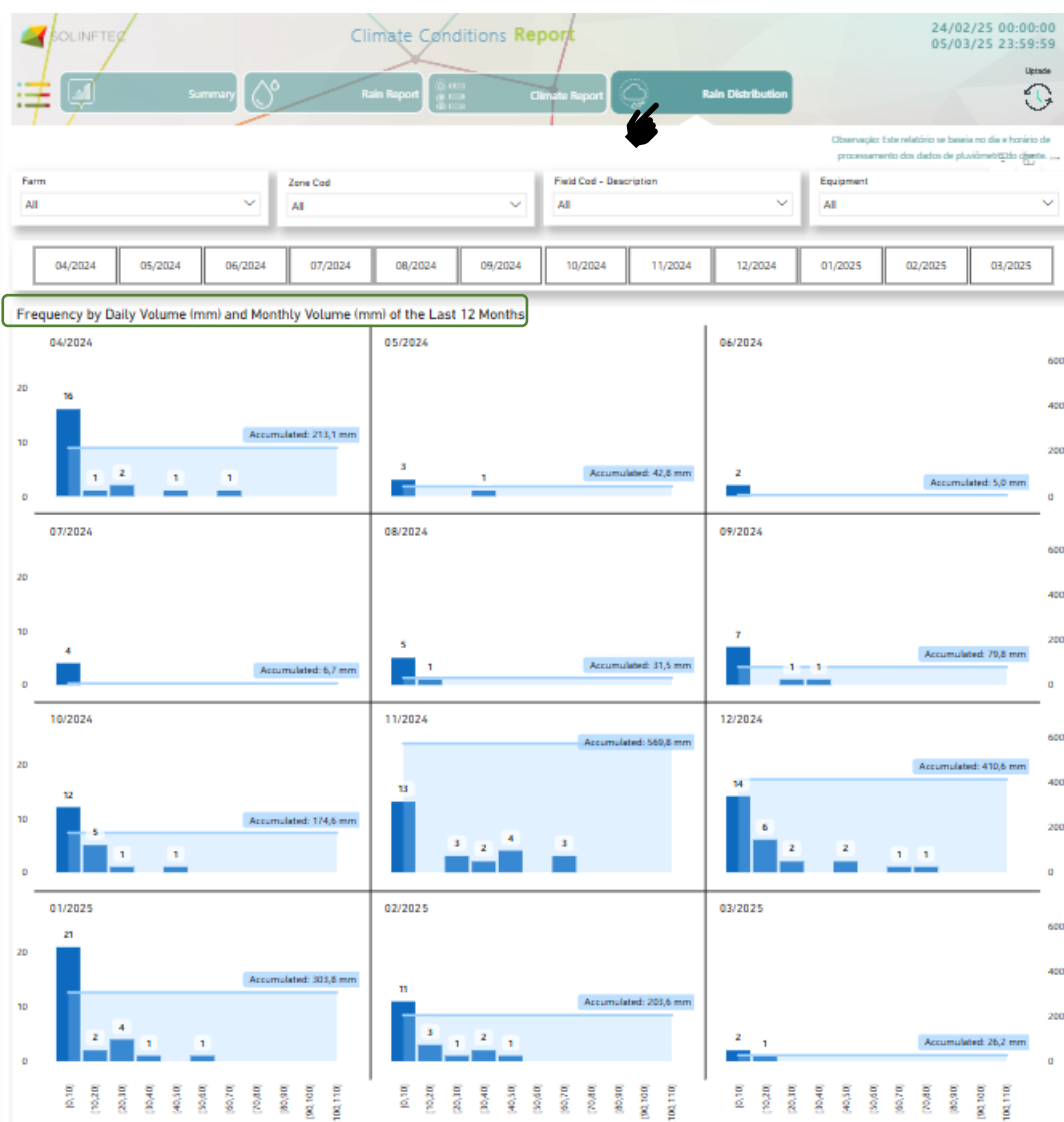 SOLINFTEC
Climate Conditions Report
24/02/25 00:00:00
05/03/25 23:59:59
Uptade
Summary
Rain Report
Climate Report
Rain Distribution
Observação: Este relatório se baseia no dia e horário de
processamento dos dados de pluviômetro do cliente.
Farm
Zone Cod
Field Cod - Description
Equipment
All
All
All
All
04/2024 05/2024 06/2024 07/2024 08/2024 09/2024 10/2024 11/2024 12/2024 01/2025 02/2025 03/2025
Frequency by Daily Volume (mm) and Monthly Volume (mm) of the Last 12 Months
04/2024
20
10
0
16 1 2 1 1
Accumulated: 213,1 mm
05/2024
3 1
Accumulated: 42,8 mm
06/2024
2
Accumulated: 5,0 mm
600
400
200
0
07/2024
20
10
0
4
Accumulated: 6,7 mm
08/2024
5 1
Accumulated: 31,5 mm
09/2024
7 1 1
Accumulated: 79,8 mm
600
400
200
0
10/2024
20
10
0
12 5 1 1
Accumulated: 174,6 mm
11/2024
13 3 2 4 3
Accumulated: 569,8 mm
12/2024
14 6 2 2 1 1
Accumulated: 410,6 mm
600
400
200
0
01/2025
20
10
0
21 2 4 1 1
Accumulated: 303,8 mm
02/2025
11 3 1 2 1
Accumulated: 203,6 mm
03/2025
2 1
Accumulated: 26,2 mm
600
400
200
0